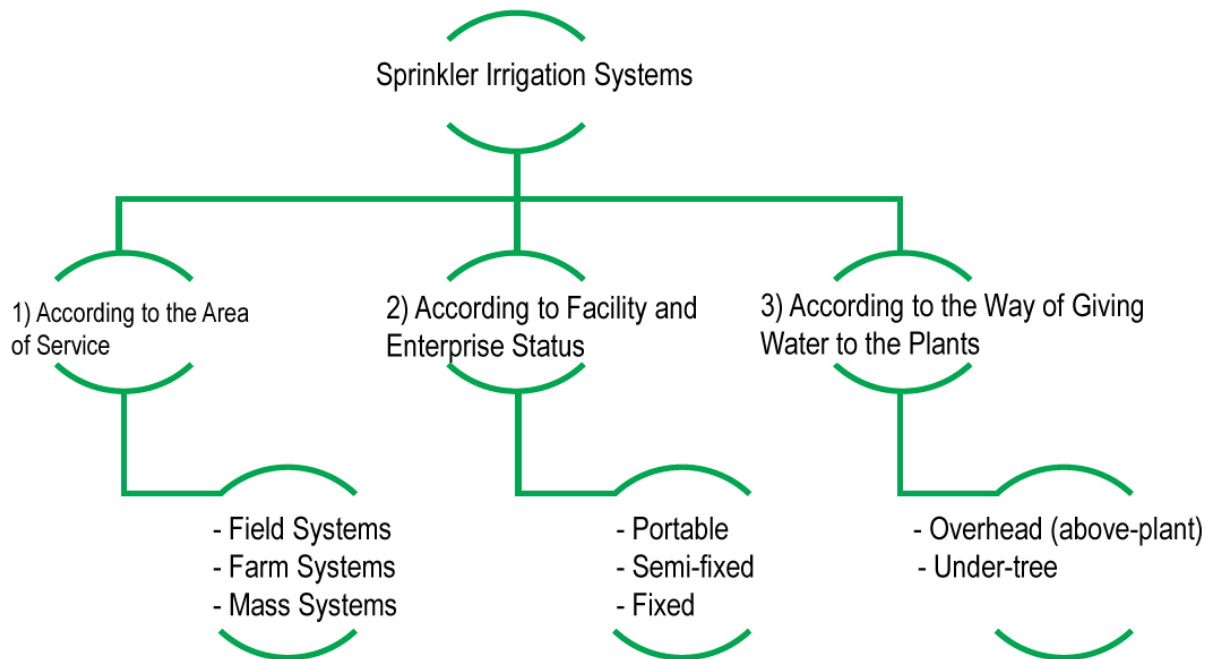 Sprinkler Irrigation Systems
1) According to the Area
of Service
2) According to Facility and
Enterprise Status
3) According to the Way of Giving
Water to the Plants
- Field Systems
- Farm Systems
- Mass Systems
- Portable
- Semi-fixed
- Fixed
- Overhead (above-plant)
- Under-tree